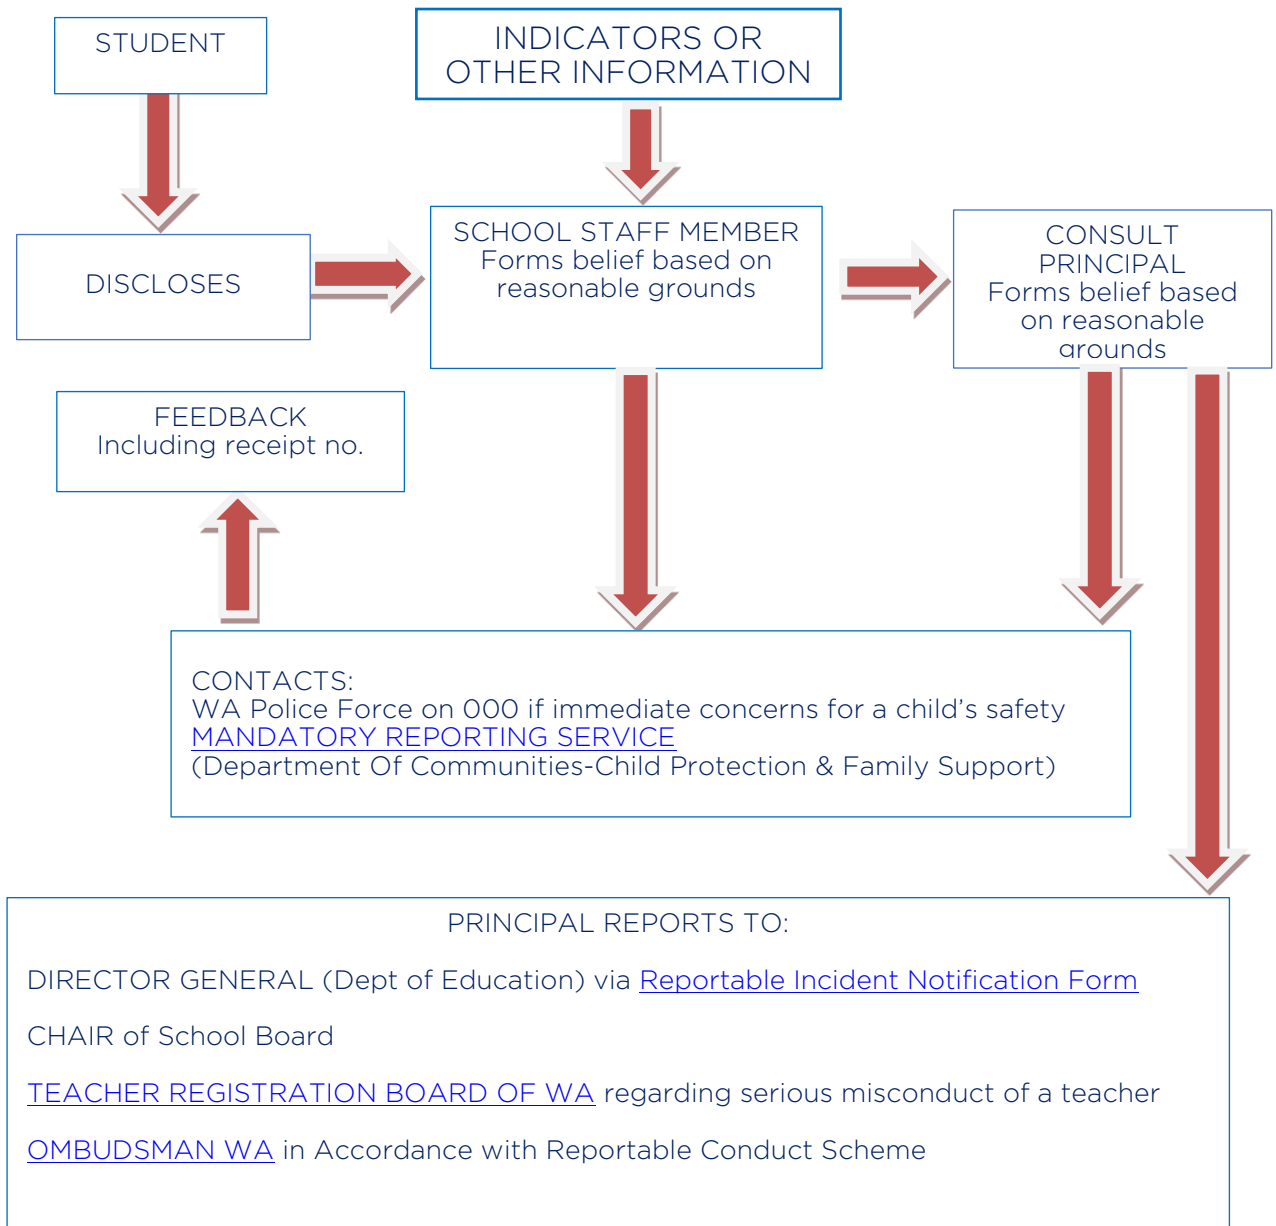 STUDENT
INDICATORS OR
OTHER INFORMATION
DISCLOSES
SCHOOL STAFF MEMBER
Forms belief based on
reasonable grounds
CONSULT
PRINCIPAL
Forms belief based
on reasonable
grounds
FEEDBACK
Including receipt no.
CONTACTS:
WA Police Force on 000 if immediate concerns for a child’s safety
MANDATORY REPORTING SERVICE
(Department Of Communities-Child Protection & Family Support)
PRINCIPAL REPORTS TO:
DIRECTOR GENERAL (Dept of Education) via Reportable Incident Notification Form
CHAIR of School Board
TEACHER REGISTRATION BOARD OF WA regarding serious misconduct of a teacher
OMBUDSMAN WA in Accordance with Reportable Conduct Scheme